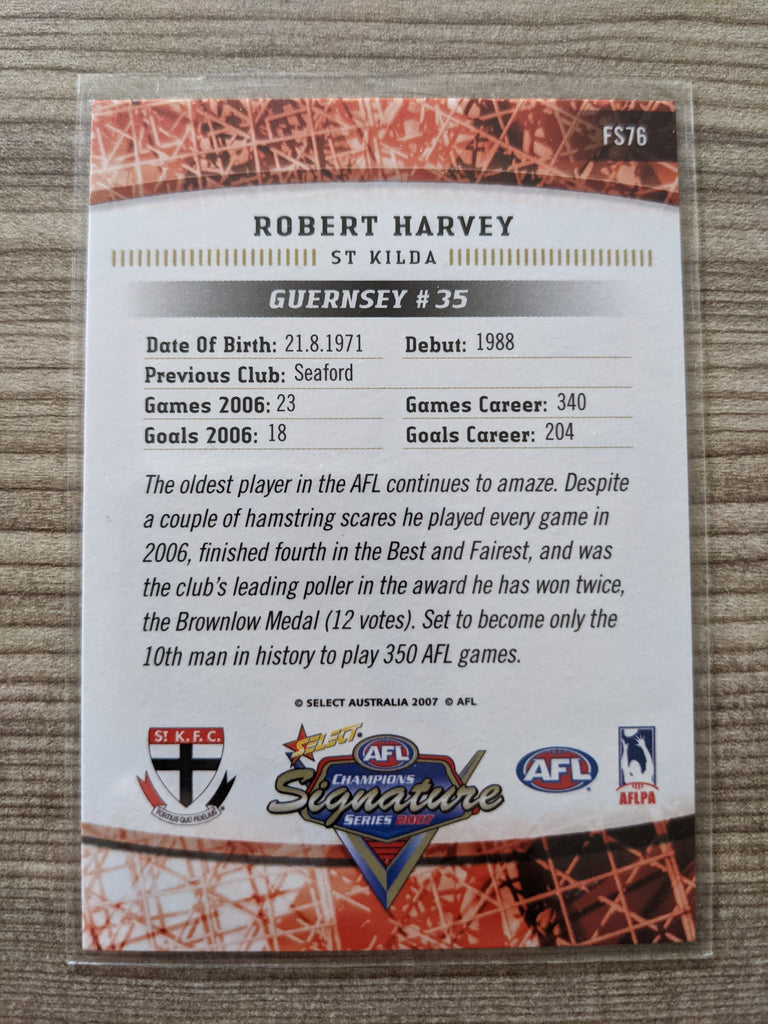 FS76
ROBERT HARVEY
ST KILDA
GUERNSEY # 35
Date Of Birth: 21.8.1971 Debut: 1988
Previous Club: Seaford
Games 2006: 23 Games Career: 340
Goals 2006: 18 Goals Career: 204
The oldest player in the AFL continues to amaze. Despite
a couple of hamstring scares he played every game in
2006, finished fourth in the Best and Fairest, and was
the club's leading poller in the award he has won twice,
the Brownlow Medal (12 votes). Set to become only the
10th man in history to play 350 AFL games.
© SELECT AUSTRALIA 2007 © AFL
ST K.F.C.
FORTIUS QUO FIDELIUS
SELECT
AFL
CHAMPIONS
Signature
SERIES 2007
AFL
AFLPA